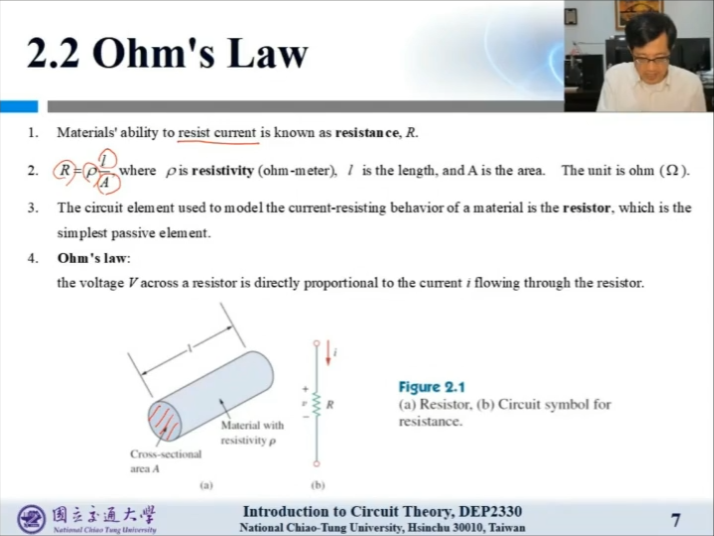 2.2 Ohm's Law
1. Materials' ability to resist current is known as resistance, R.
2. R = ρ l/A, where ρ is resistivity (ohm-meter), l is the length, and A is the area. The unit is ohm (Ω).
3. The circuit element used to model the current-resisting behavior of a material is the resistor, which is the
simplest passive element.
4. Ohm's law:
the voltage V across a resistor is directly proportional to the current i flowing through the resistor.
l
i
+
v
R
−
Material with
resistivity ρ
Cross-sectional
area A
(a)
(b)
Figure 2.1
(a) Resistor, (b) Circuit symbol for
resistance.
國立交通大學
National Chiao Tung University
Introduction to Circuit Theory, DEP2330
National Chiao-Tung University, Hsinchu 30010, Taiwan
7